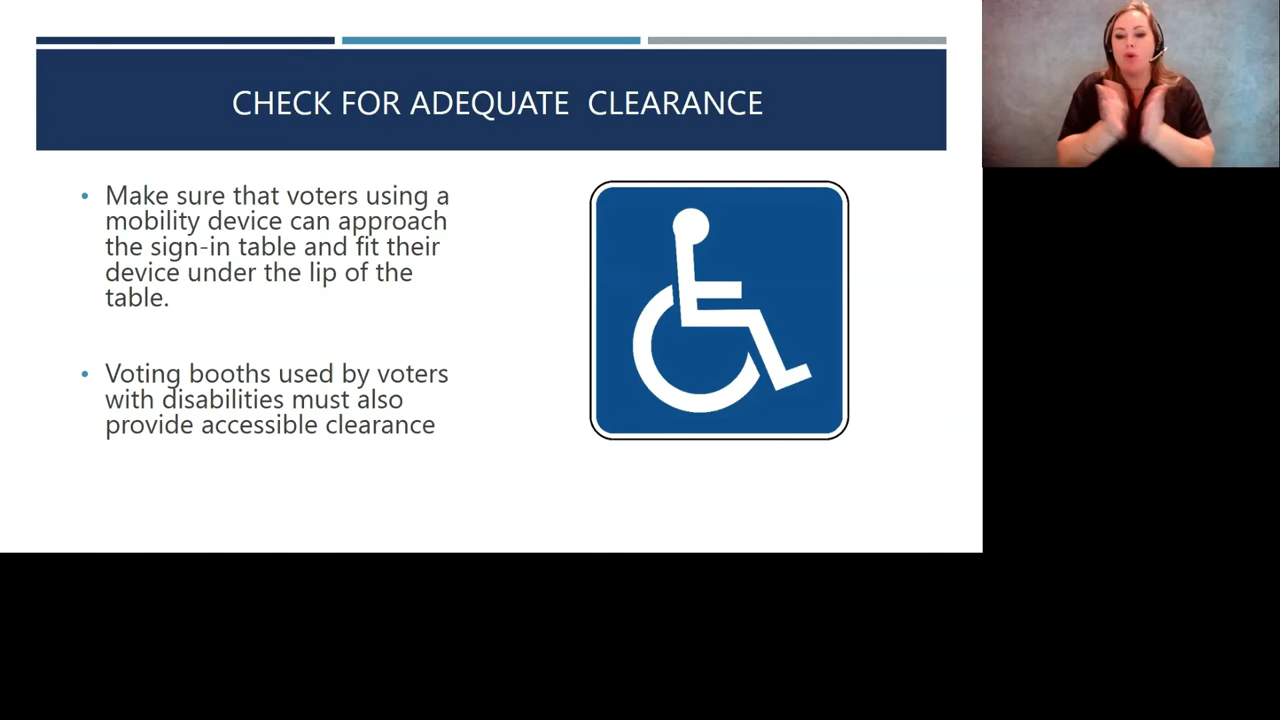 CHECK FOR ADEQUATE CLEARANCE
• Make sure that voters using a
mobility device can approach
the sign-in table and fit their
device under the lip of the
table.
• Voting booths used by voters
with disabilities must also
provide accessible clearance